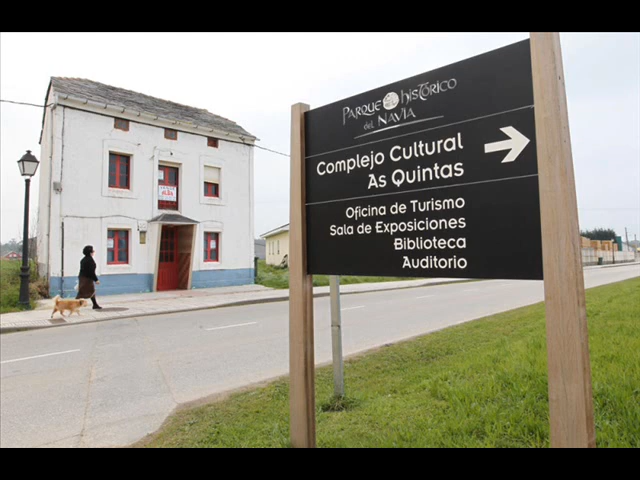 Parque histórico
del Navia
Complejo Cultural
As Quintas
Oficina de Turismo
Sala de Exposiciones
Biblioteca
Auditorio